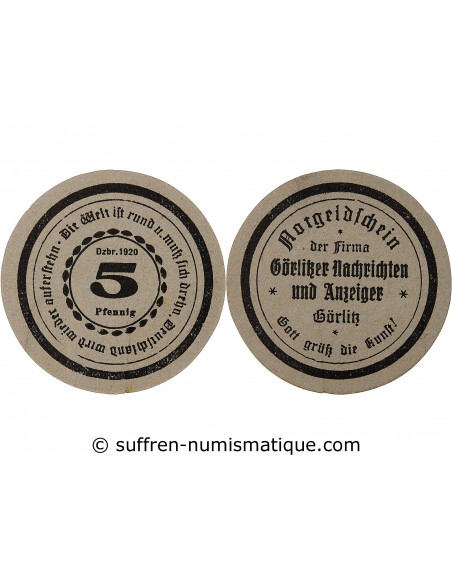 Die Welt ist rund u. muß sich drehn, Deutschland wird wieder auferstehn.
Dzbr. 1920
5
Pfennig
Notgeldschein
der Firma
Görlitzer Nachrichten
und Anzeiger
Görlitz
Gott grüß die Kunst!
© suffren-numismatique.com